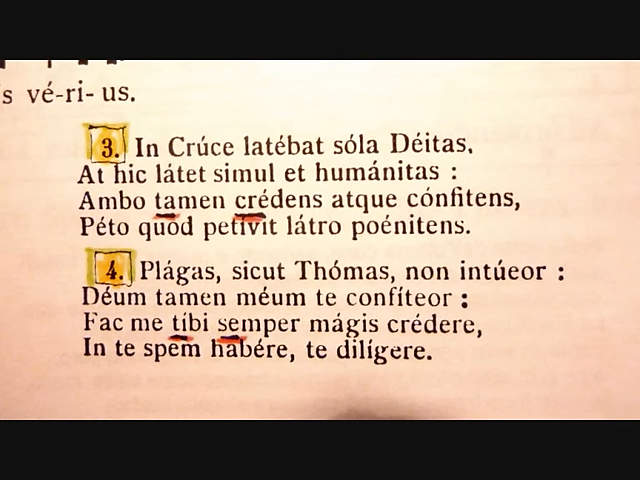 s vé-ri- us.
3. In Crúce latébat sóla Déitas,
At hic látet simul et humánitas :
Ambo tamen crédens atque cónfitens,
Péto quod petívit látro poénitens.
4. Plágas, sicut Thómas, non intúeor :
Déum tamen méum te confíteor :
Fac me tíbi semper mágis crédere,
In te spem habére, te dilígere.